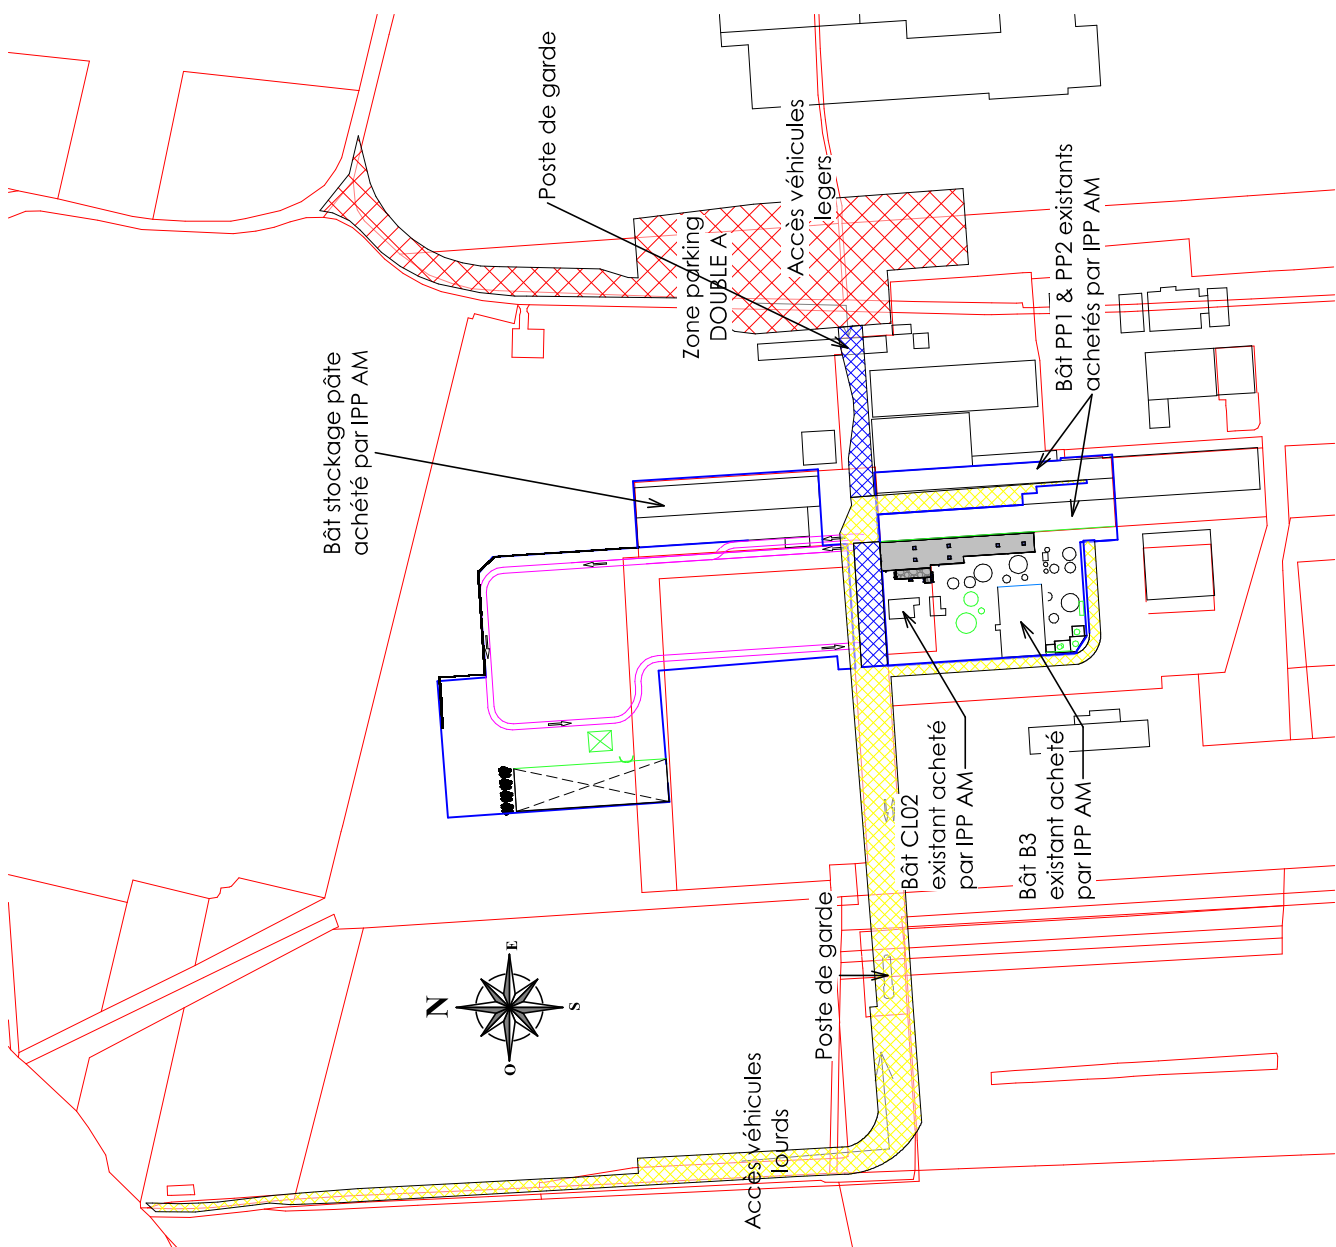 Poste de garde
Accès véhicules
legers
Zone parking
DOUBLE A
Bât PP1 & PP2 existants
achetés par IPP AM
Bât stockage pâte
achété par IPP AM
Bât CL02
existant acheté
par IPP AM
Bât B3
existant acheté
par IPP AM
Poste de garde
Accès véhicules
lourds
N
E
S
O